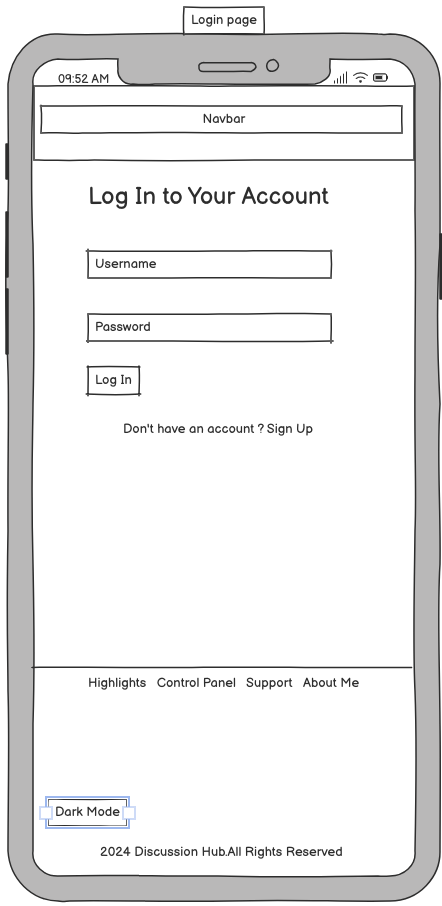 Login page
09:52 AM
Navbar
Log In to Your Account
Username
Password
Log In
Don't have an account ? Sign Up
Highlights Control Panel Support About Me
Dark Mode
2024 Discussion Hub.All Rights Reserved